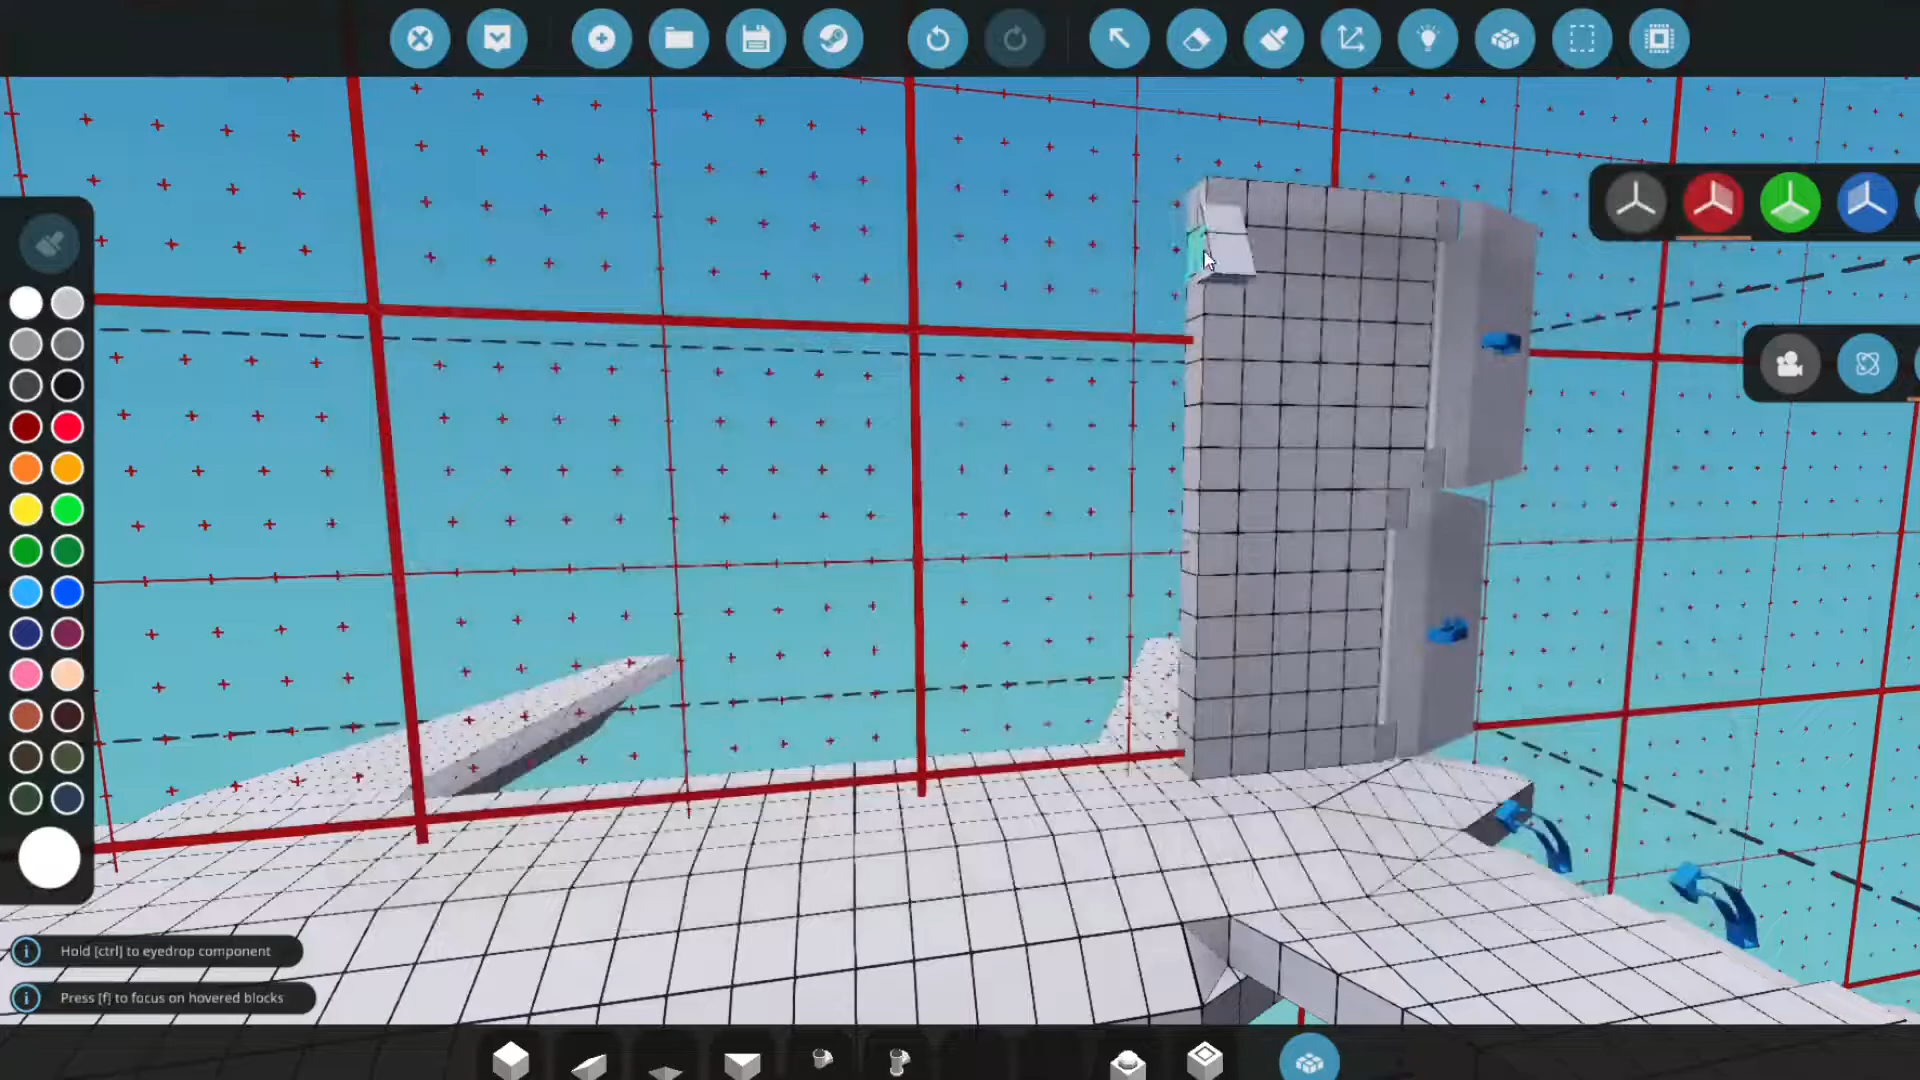 Hold [ctrl] to eyedrop component
Press [f] to focus on hovered blocks